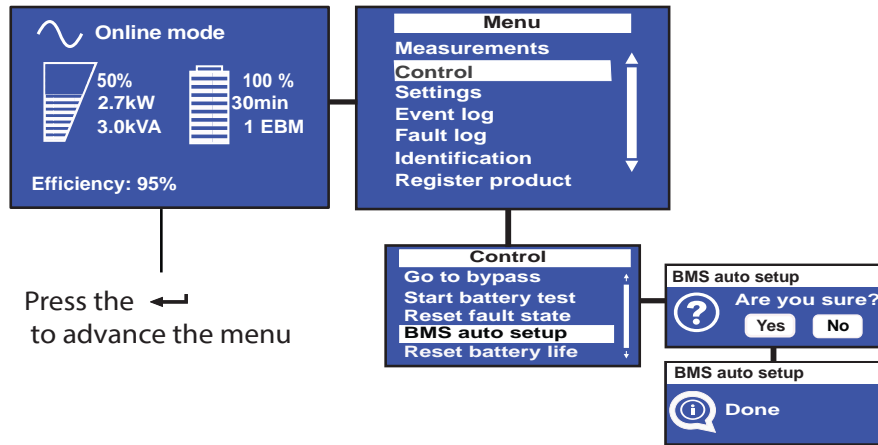 Online mode
50%
2.7kW
3.0kVA
100 %
30min
1 EBM
Efficiency: 95%
Press the
to advance the menu
Menu
Measurements
Control
Settings
Event log
Fault log
Identification
Register product
Control
Go to bypass
Start battery test
Reset fault state
BMS auto setup
Reset battery life
BMS auto setup
Are you sure?
Yes No
BMS auto setup
Done